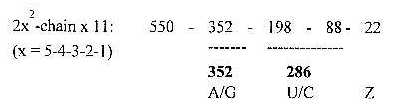 2x²-chain x 11: 550 - 352 - 198 - 88 - 22
(x = 5-4-3-2-1) ------- --------------
352 286
A/G U/C Z